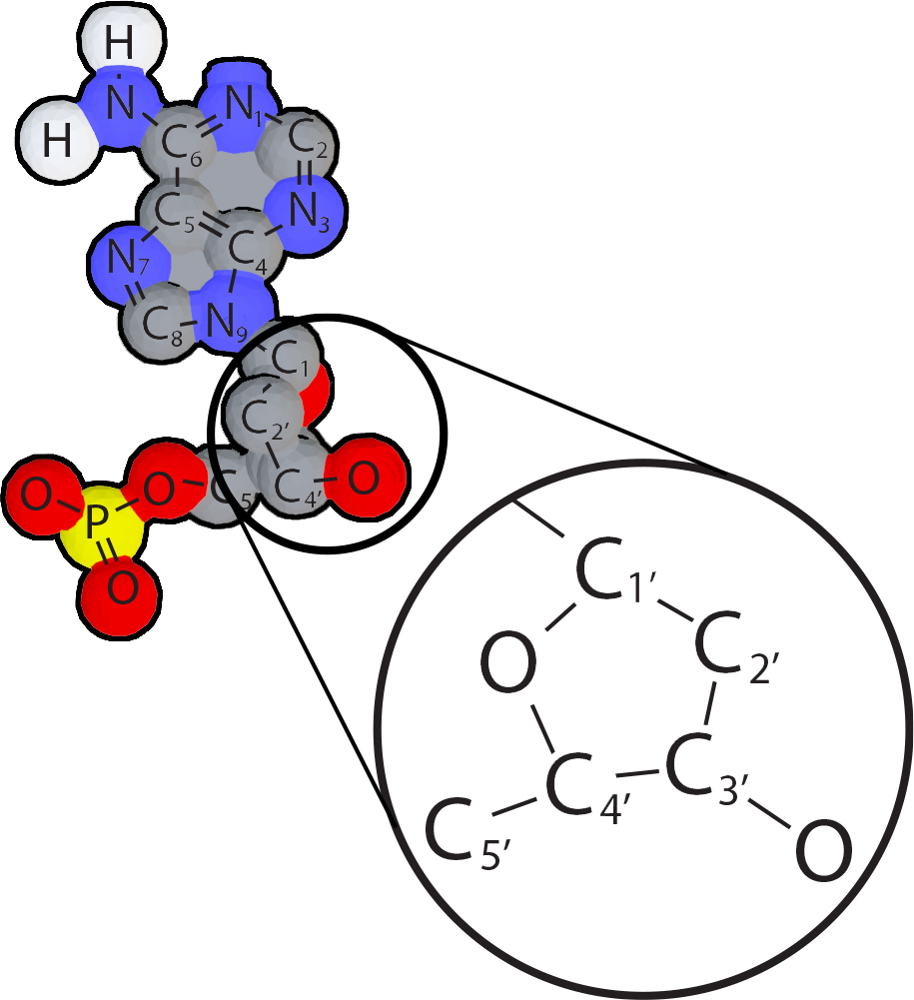 H
N
N₁
H
C₆
C₂
C₅
N₃
N₇
C₄
C₈
N₉
C₁
C₂′
O
O
C₅′
C₄′
O
P
O
C₁′
O
C₂′
C₄′
C₃′
C₅′
O